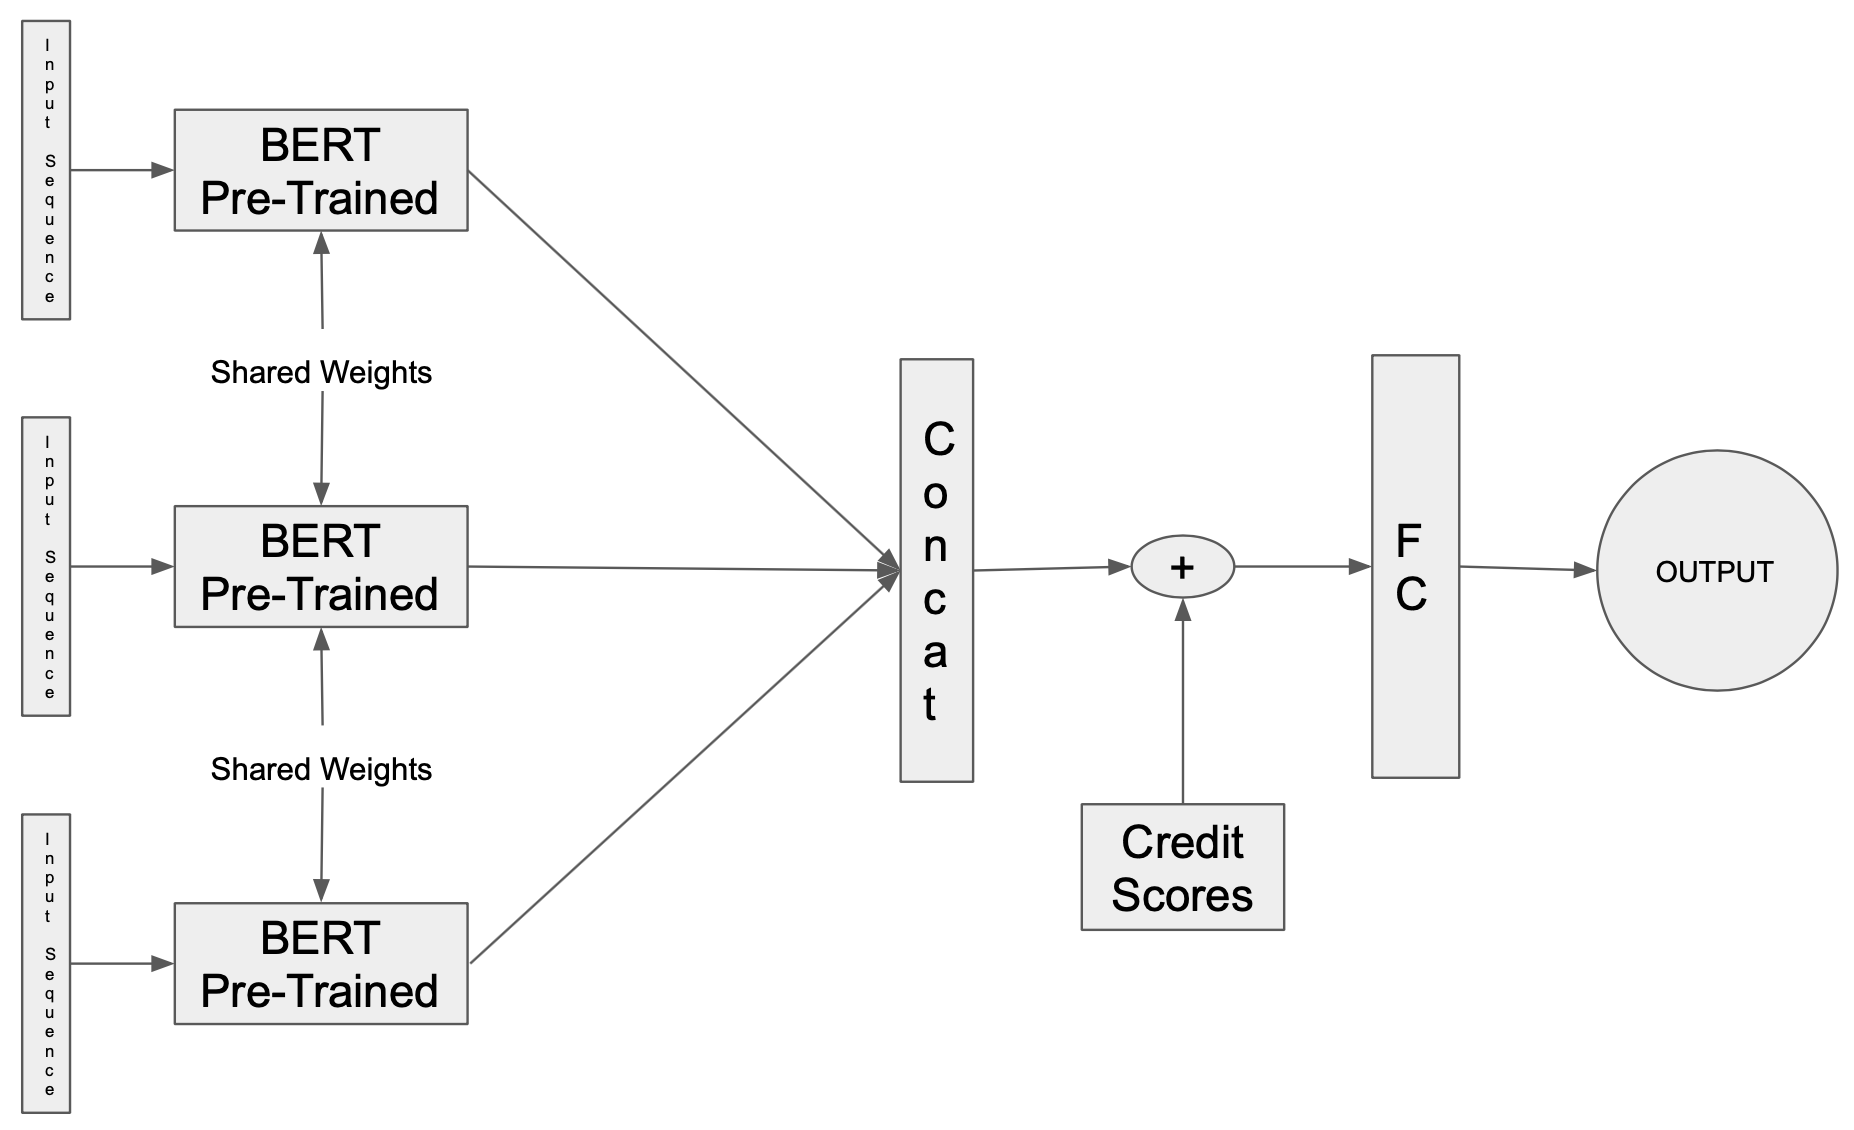 Input Sequence
BERT
Pre-Trained
Shared Weights
Input Sequence
BERT
Pre-Trained
Shared Weights
Input Sequence
BERT
Pre-Trained
Concat
+
Credit
Scores
FC
OUTPUT